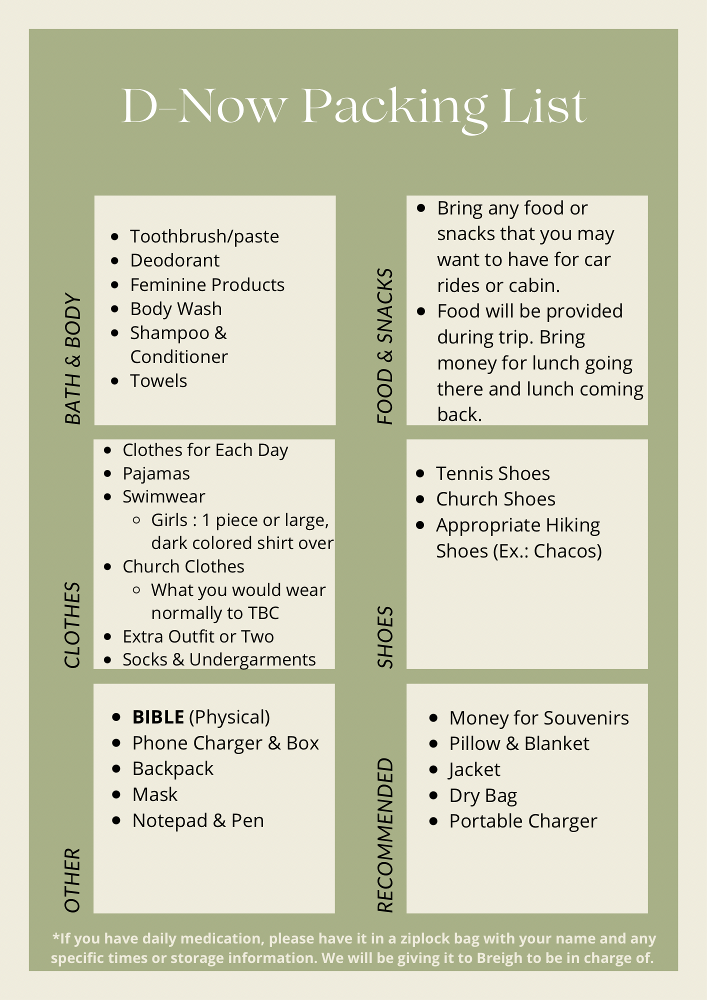 D-Now Packing List
BATH & BODY
• Toothbrush/paste
• Deodorant
• Feminine Products
• Body Wash
• Shampoo &
Conditioner
• Towels
FOOD & SNACKS
• Bring any food or
snacks that you may
want to have for car
rides or cabin.
• Food will be provided
during trip. Bring
money for lunch going
there and lunch coming
back.
CLOTHES
• Clothes for Each Day
• Pajamas
• Swimwear
◦ Girls : 1 piece or large,
dark colored shirt over
• Church Clothes
◦ What you would wear
normally to TBC
• Extra Outfit or Two
• Socks & Undergarments
SHOES
• Tennis Shoes
• Church Shoes
• Appropriate Hiking
Shoes (Ex.: Chacos)
OTHER
• BIBLE (Physical)
• Phone Charger & Box
• Backpack
• Mask
• Notepad & Pen
RECOMMENDED
• Money for Souvenirs
• Pillow & Blanket
• Jacket
• Dry Bag
• Portable Charger
*If you have daily medication, please have it in a ziplock bag with your name and any
specific times or storage information. We will be giving it to Breigh to be in charge of.